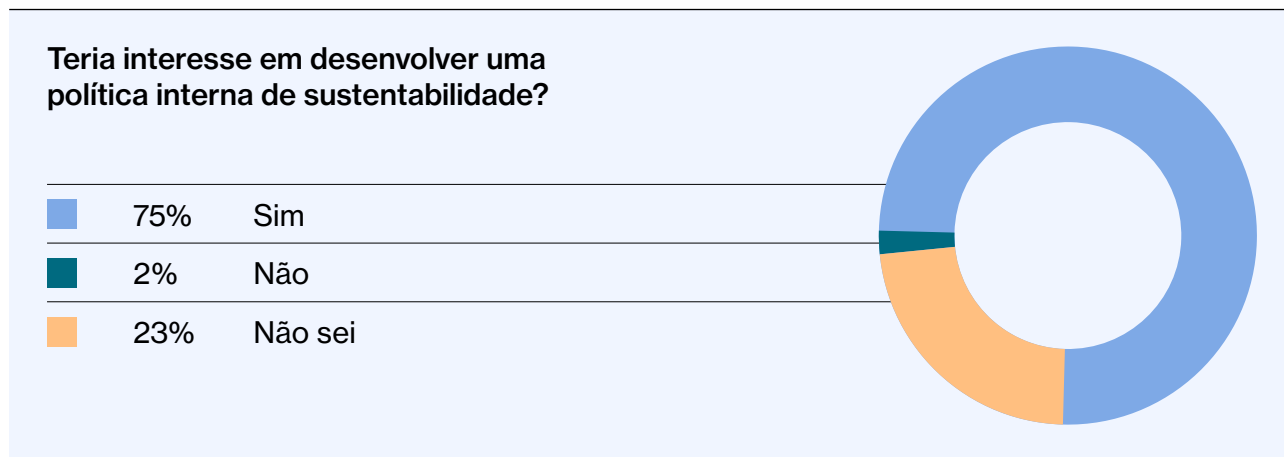 Teria interesse em desenvolver uma
política interna de sustentabilidade?
75% Sim
2% Não
23% Não sei